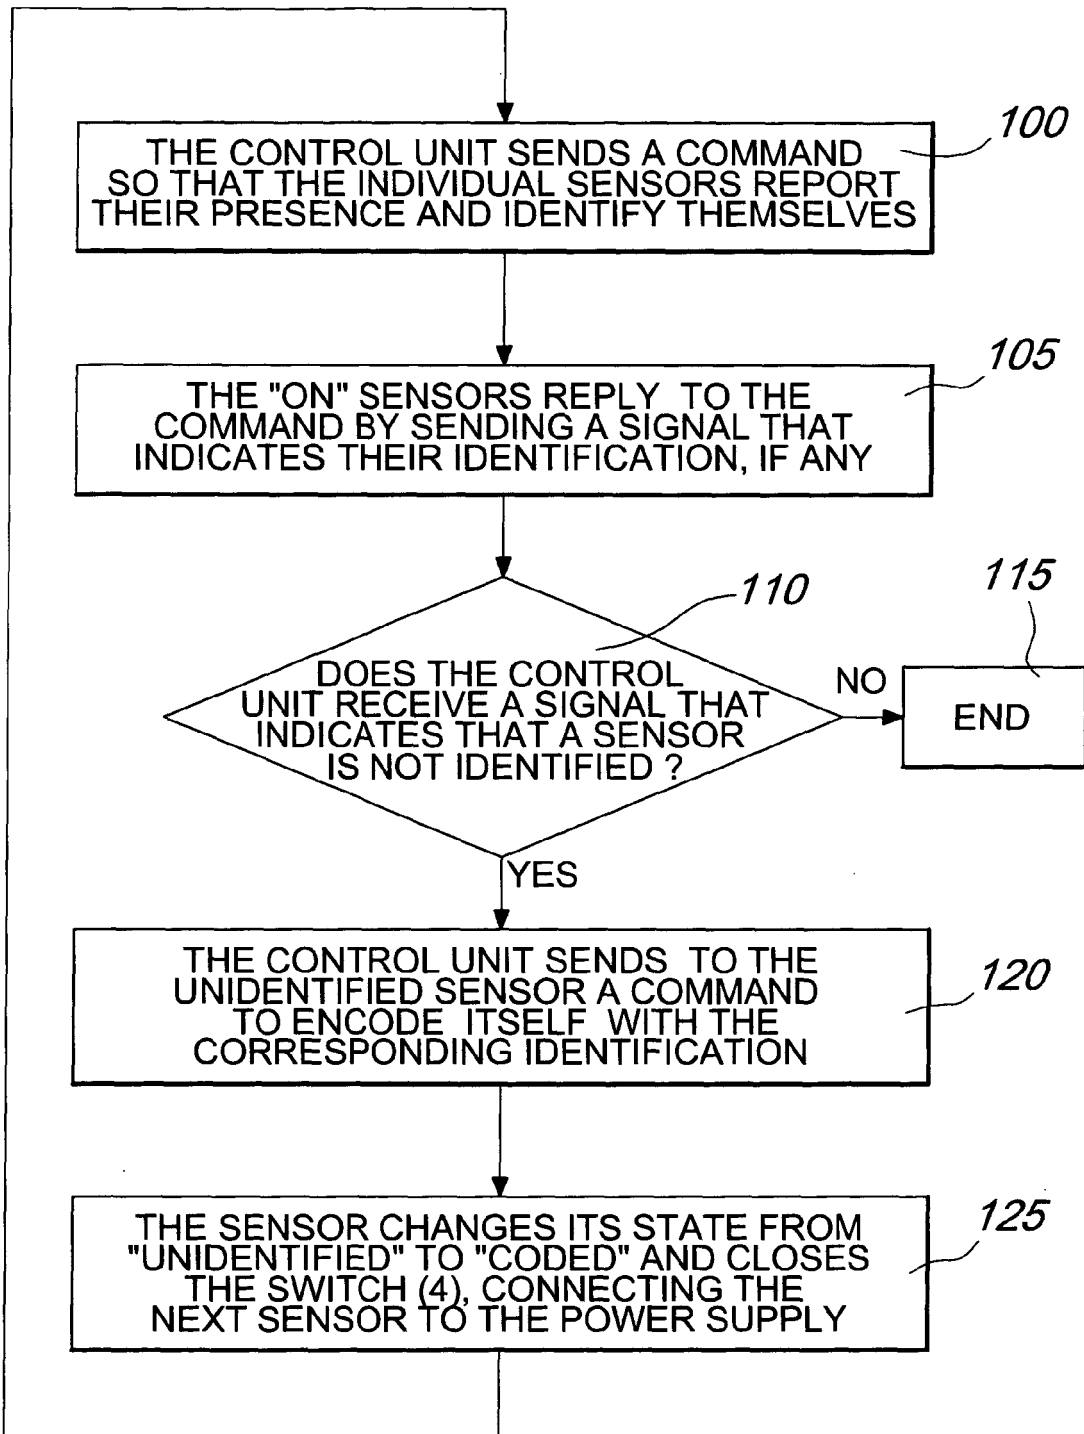 100
THE CONTROL UNIT SENDS A COMMAND
SO THAT THE INDIVIDUAL SENSORS REPORT
THEIR PRESENCE AND IDENTIFY THEMSELVES
105
THE "ON" SENSORS REPLY TO THE
COMMAND BY SENDING A SIGNAL THAT
INDICATES THEIR IDENTIFICATION, IF ANY
110
DOES THE CONTROL
UNIT RECEIVE A SIGNAL THAT
INDICATES THAT A SENSOR
IS NOT IDENTIFIED ?
NO
115
END
YES
120
THE CONTROL UNIT SENDS TO THE
UNIDENTIFIED SENSOR A COMMAND
TO ENCODE ITSELF WITH THE
CORRESPONDING IDENTIFICATION
125
THE SENSOR CHANGES ITS STATE FROM
"UNIDENTIFIED" TO "CODED" AND CLOSES
THE SWITCH (4), CONNECTING THE
NEXT SENSOR TO THE POWER SUPPLY